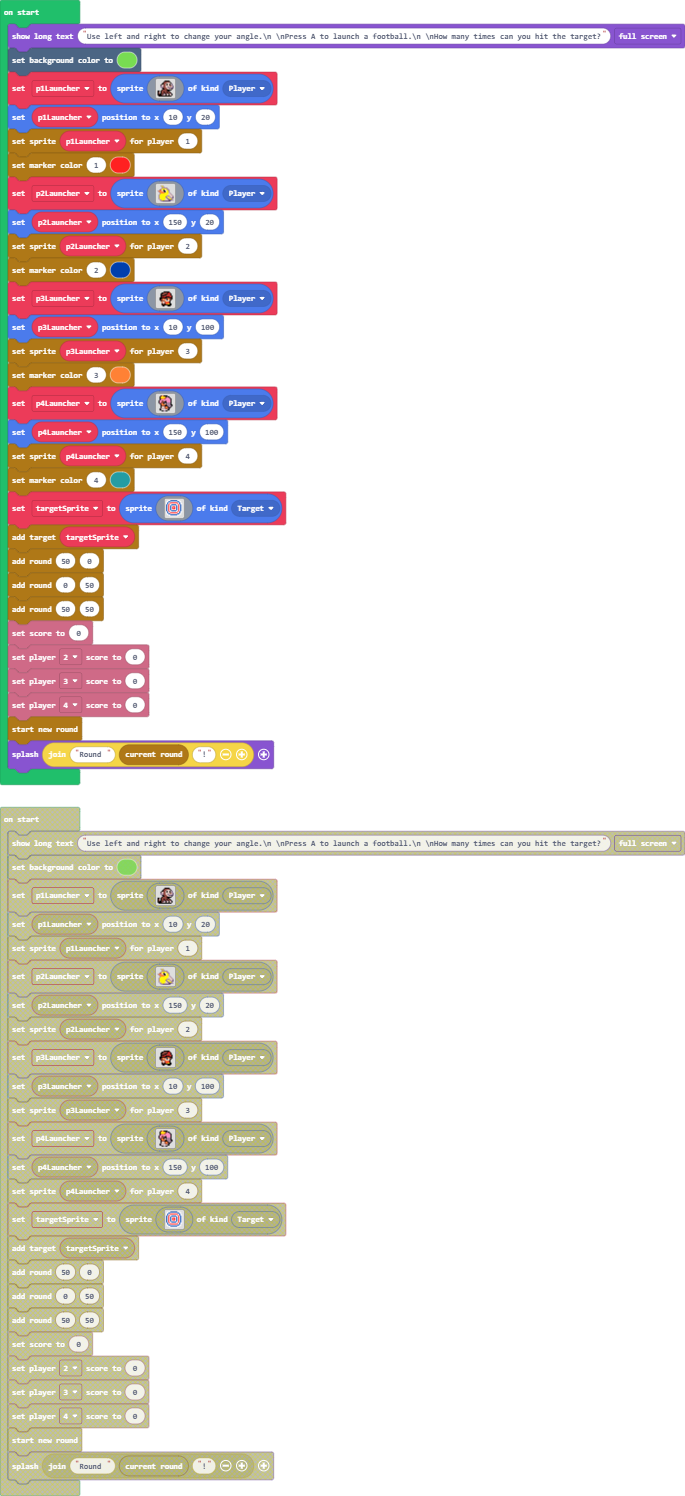 on start
show long text "Use left and right to change your angle.\n \nPress A to launch a football.\n \nHow many times can you hit the target?" full screen
set background color to
set p1Launcher to sprite of kind Player
set p1Launcher position to x 10 y 20
set sprite p1Launcher for player 1
set marker color 1
set p2Launcher to sprite of kind Player
set p2Launcher position to x 150 y 20
set sprite p2Launcher for player 2
set marker color 2
set p3Launcher to sprite of kind Player
set p3Launcher position to x 10 y 100
set sprite p3Launcher for player 3
set marker color 3
set p4Launcher to sprite of kind Player
set p4Launcher position to x 150 y 100
set sprite p4Launcher for player 4
set marker color 4
set targetSprite to sprite of kind Target
add target targetSprite
add round 50 0
add round 0 50
add round 50 50
set score to 0
set player 2 score to 0
set player 3 score to 0
set player 4 score to 0
start new round
splash join "Round " current round "!"
on start
show long text "Use left and right to change your angle.\n \nPress A to launch a football.\n \nHow many times can you hit the target?" full screen
set background color to
set p1Launcher to sprite of kind Player
set p1Launcher position to x 10 y 20
set sprite p1Launcher for player 1
set p2Launcher to sprite of kind Player
set p2Launcher position to x 150 y 20
set sprite p2Launcher for player 2
set p3Launcher to sprite of kind Player
set p3Launcher position to x 10 y 100
set sprite p3Launcher for player 3
set p4Launcher to sprite of kind Player
set p4Launcher position to x 150 y 100
set sprite p4Launcher for player 4
set targetSprite to sprite of kind Target
add target targetSprite
add round 50 0
add round 0 50
add round 50 50
set score to 0
set player 2 score to 0
set player 3 score to 0
set player 4 score to 0
start new round
splash join "Round " current round "!"